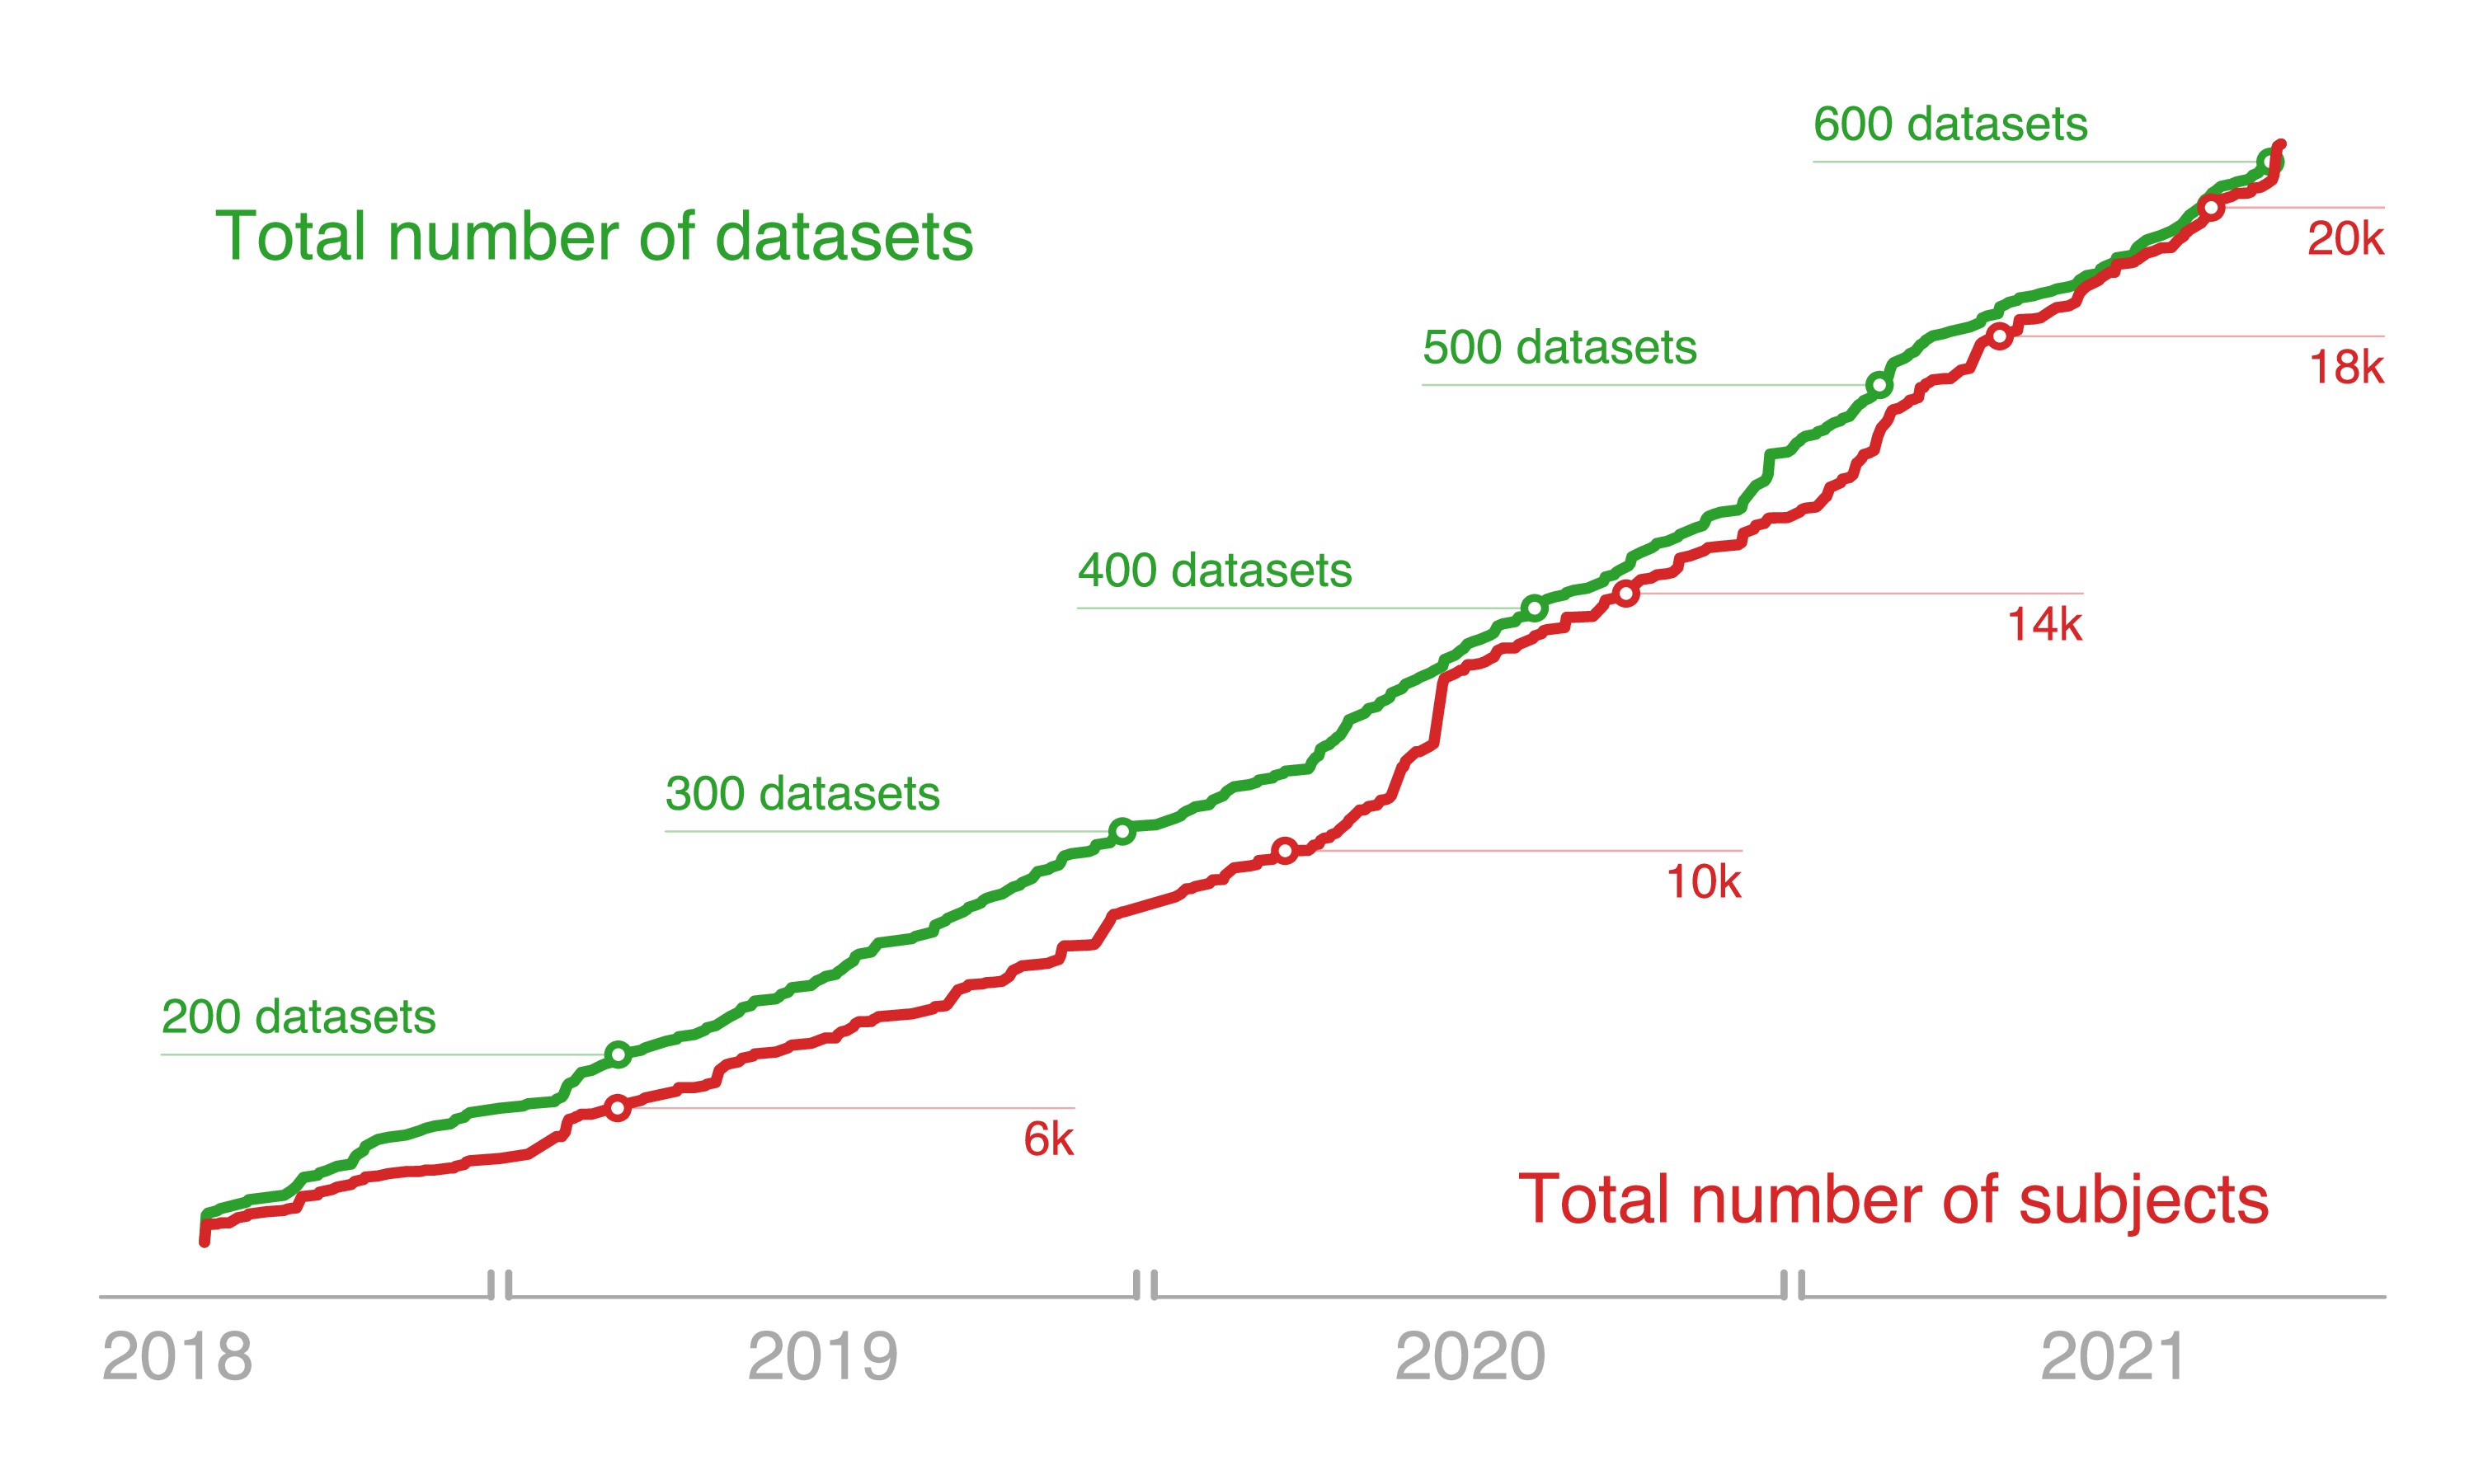 600 datasets
Total number of datasets
20k
500 datasets
18k
400 datasets
14k
300 datasets
10k
200 datasets
6k
Total number of subjects
2018
2019
2020
2021